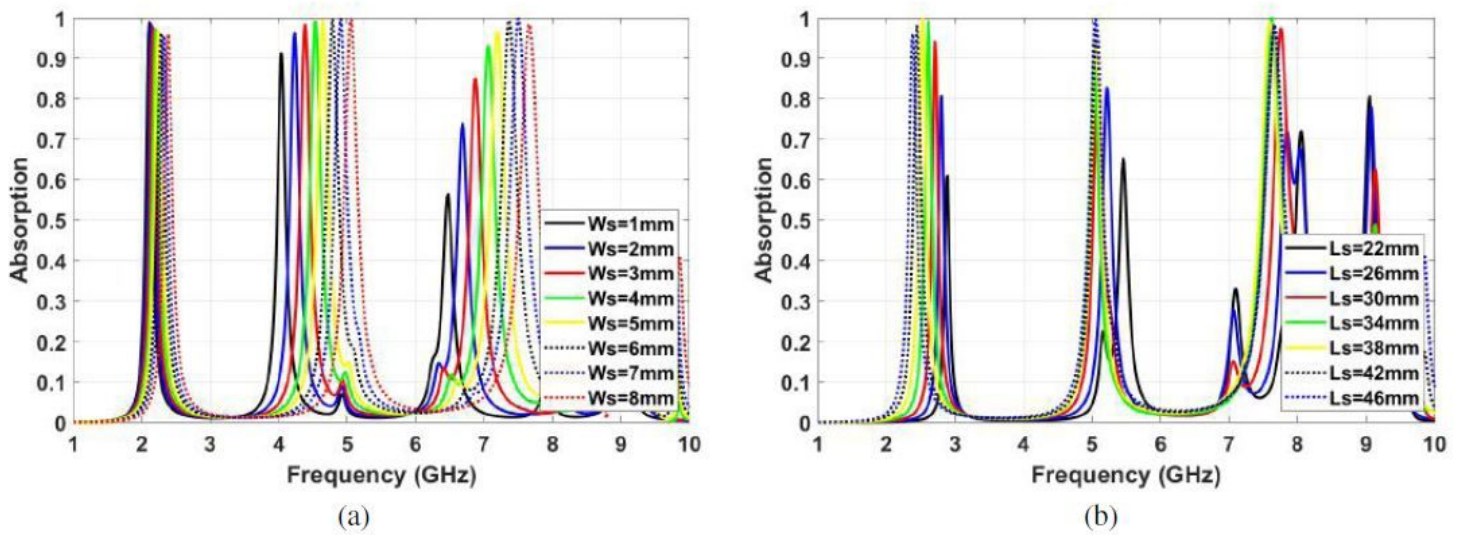 1
0.9
0.8
0.7
0.6
0.5
0.4
0.3
0.2
0.1
0
Absorption
Ws=1mm
Ws=2mm
Ws=3mm
Ws=4mm
Ws=5mm
Ws=6mm
Ws=7mm
Ws=8mm
1 2 3 4 5 6 7 8 9 10
Frequency (GHz)
(a)
1
0.9
0.8
0.7
0.6
0.5
0.4
0.3
0.2
0.1
0
Absorption
Ls=22mm
Ls=26mm
Ls=30mm
Ls=34mm
Ls=38mm
Ls=42mm
Ls=46mm
1 2 3 4 5 6 7 8 9 10
Frequency (GHz)
(b)